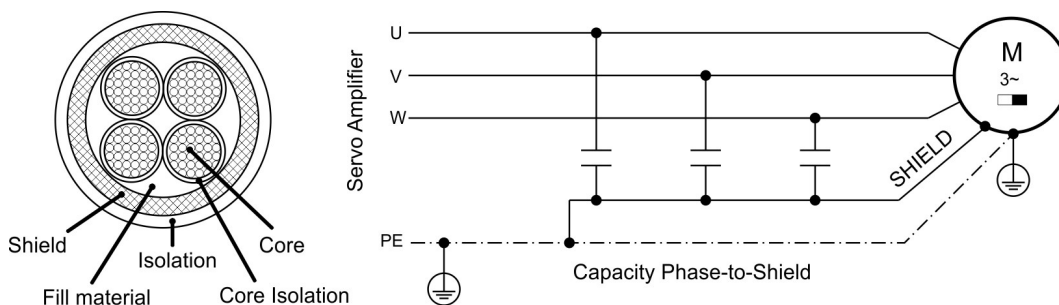 Shield
Fill material
Isolation
Core
Core Isolation
Servo Amplifier
U
V
W
PE
M
3~
SHIELD
Capacity Phase-to-Shield